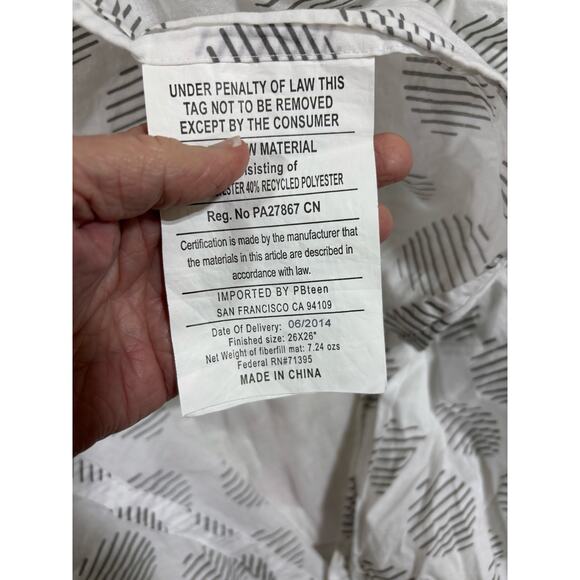 UNDER PENALTY OF LAW THIS
TAG NOT TO BE REMOVED
EXCEPT BY THE CONSUMER
MATERIAL
of
40% RECYCLED POLYESTER
Reg. No PA27867 CN
Certification is made by the manufacturer that
the materials in this article are described in
accordance with law.
IMPORTED BY PBteen
SAN FRANCISCO CA 94109
Date Of Delivery: 06/2014
Finished size: 26X26"
Net Weight of fiberfill mat: 7.24 ozs
Federal RN#71395
MADE IN CHINA